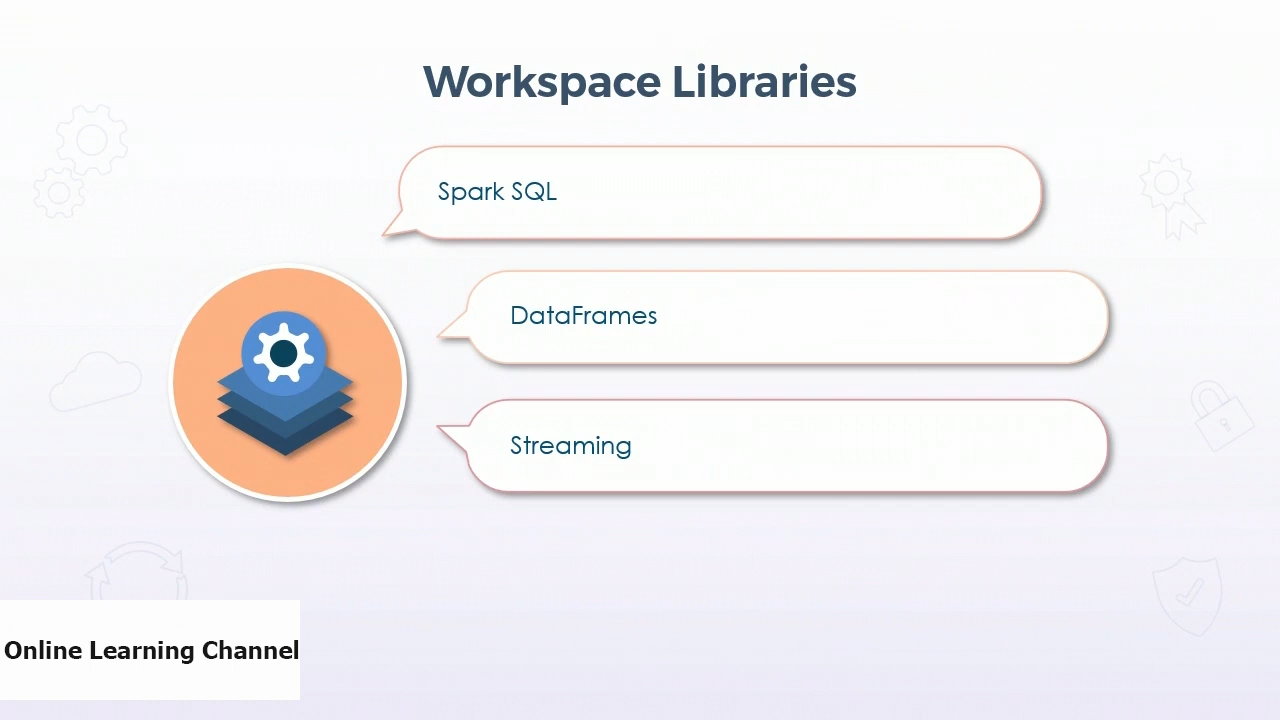 Workspace Libraries
Spark SQL
DataFrames
Streaming
Online Learning Channel